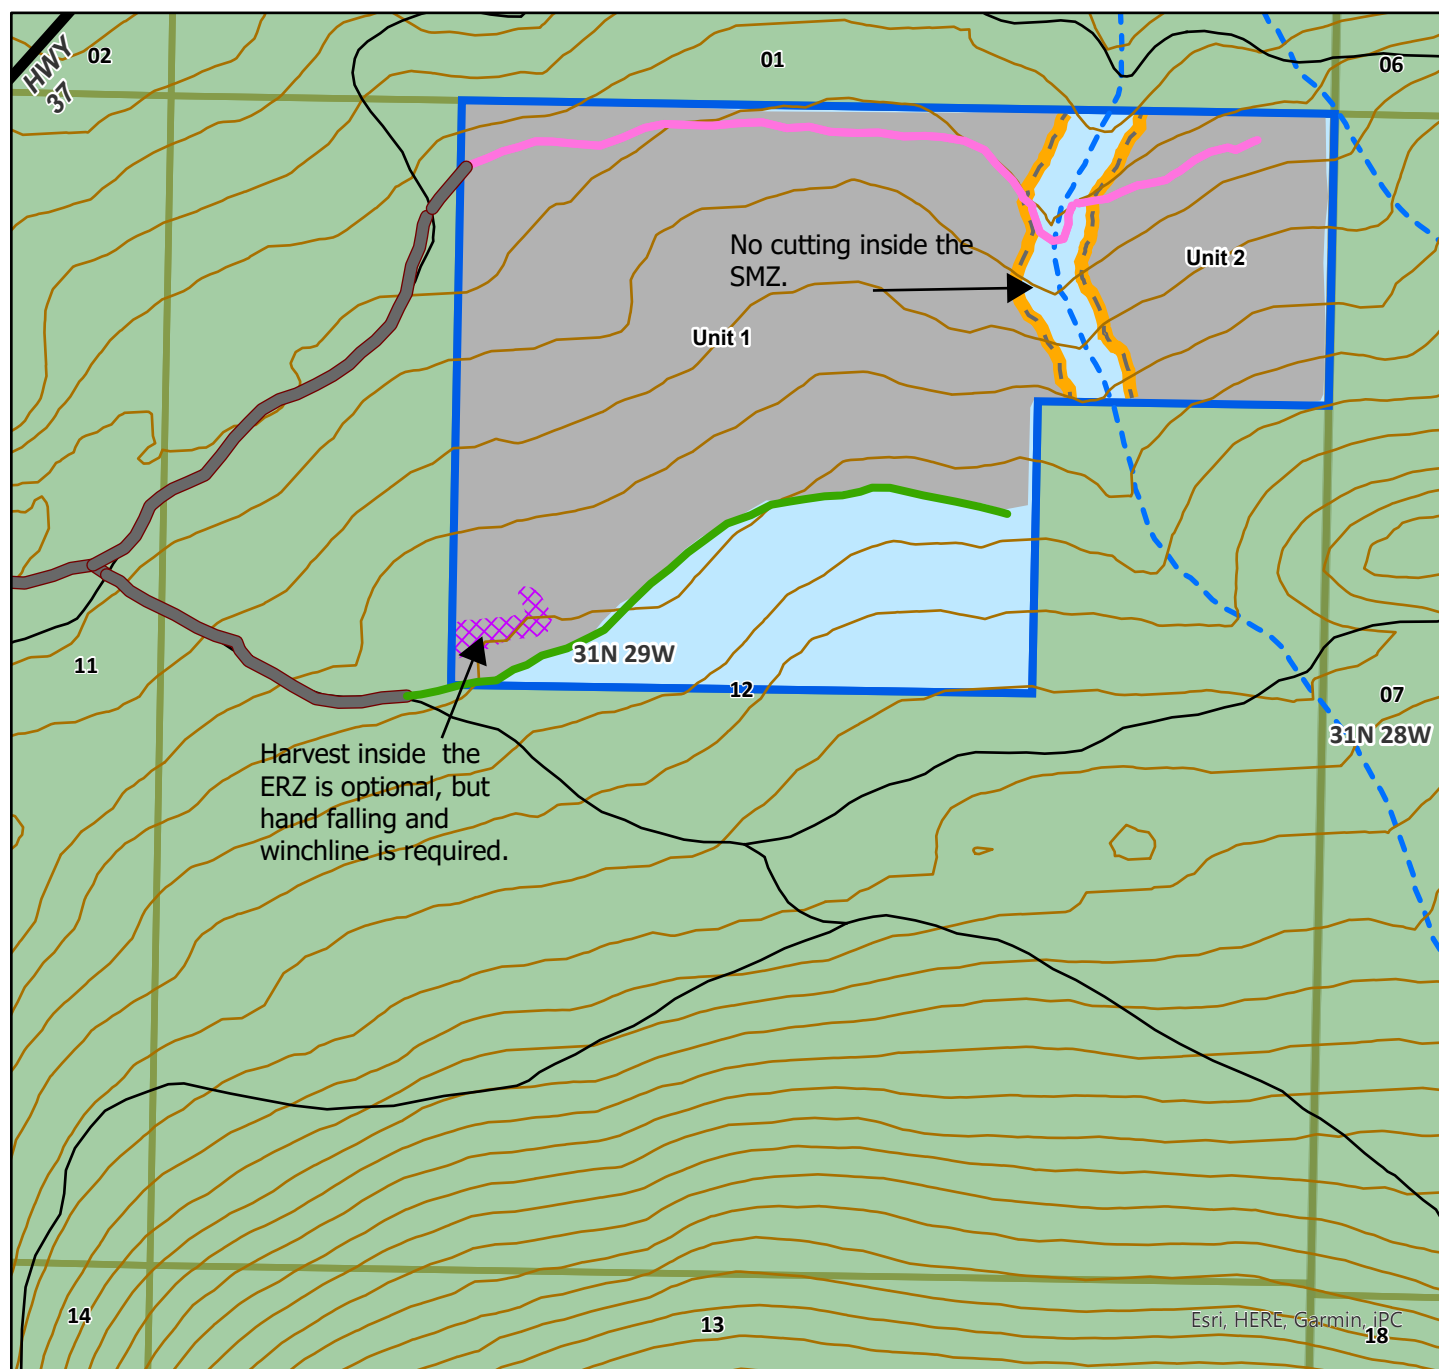 HWY
37
02
01
06
No cutting inside the
SMZ.
Unit 2
Unit 1
31N 29W
11
12
07
31N 28W
Harvest inside  the
ERZ is optional, but
hand falling and
winchline is required.
14
13
Esri, HERE, Garmin, iPC
18